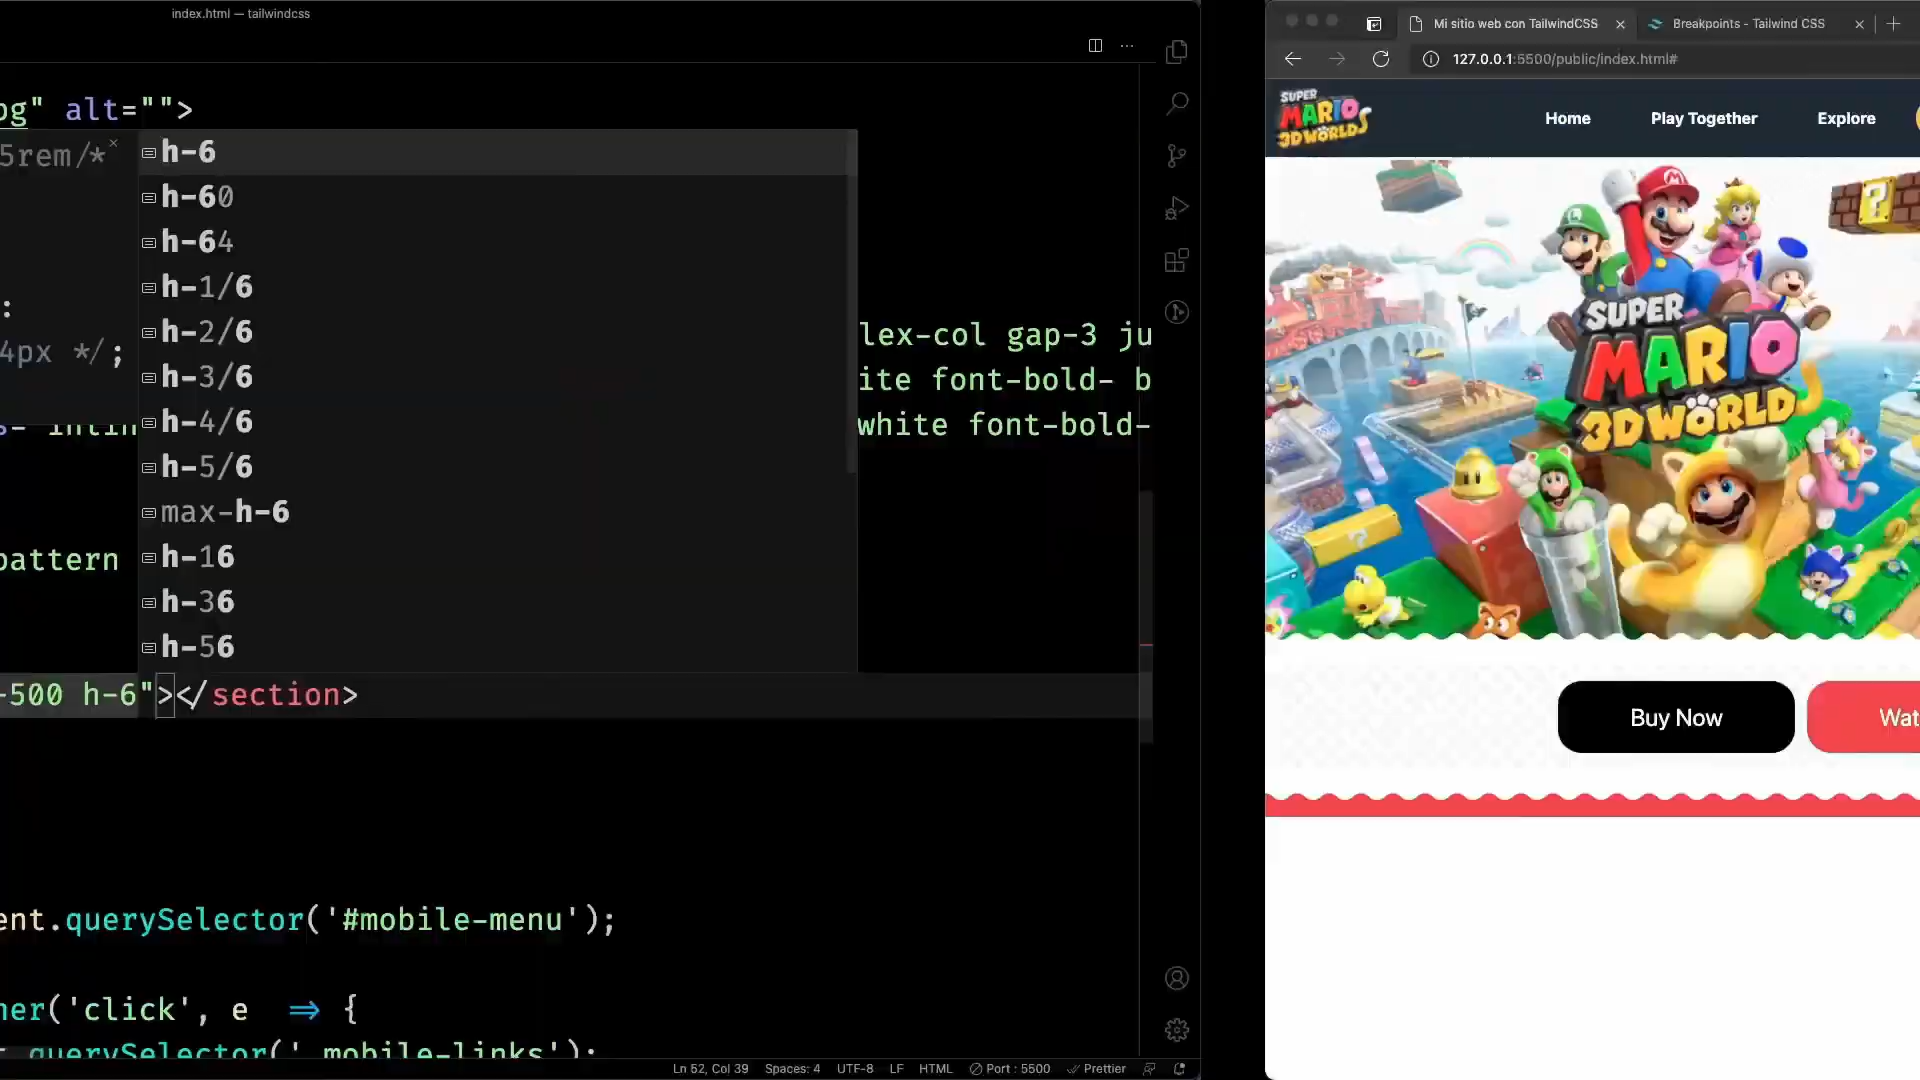 index.html — tailwindcss
pg" alt="">
5rem/*
h-6
h-60
h-64
h-1/6
:
h-2/6
4px */;
h-3/6
h-4/6
h-5/6
max-h-6
h-16
pattern
h-36
h-56
lex-col gap-3 ju
ite font-bold- b
white font-bold-
-500 h-6"></section>
ent.querySelector('#mobile-menu');
ner('click', e ⇒ {
querySelector('.mobile-links');
Ln 52, Col 39 Spaces: 4 UTF-8 LF HTML Port : 5500 Prettier
Mi sitio web con TailwindCSS
Breakpoints - Tailwind CSS
127.0.0.1:5500/public/index.html#
SUPER
MARIO
3D WORLD
Home Play Together Explore
?
SUPER
MARIO
3D WORLD
Buy Now
Wat